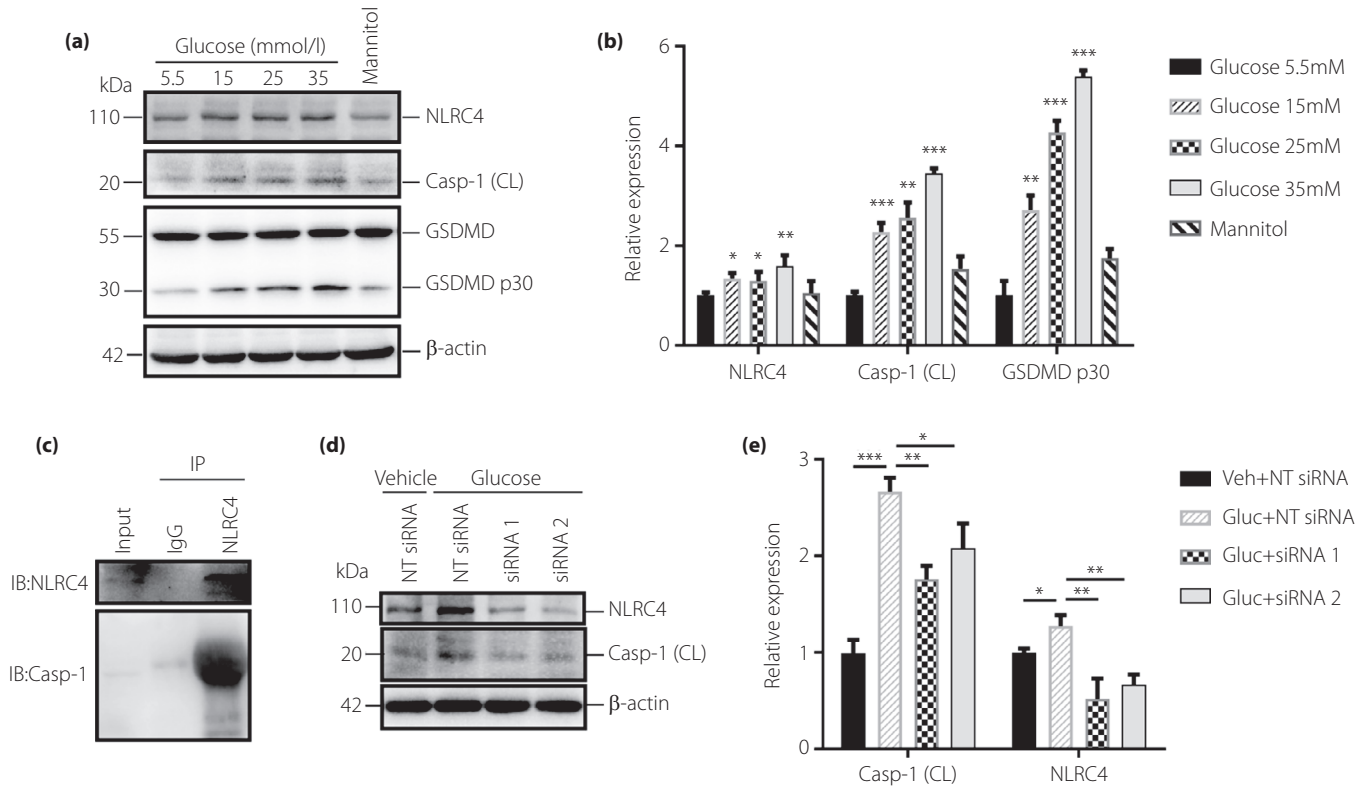 (a)
Glucose (mmol/l)
Mannitol
kDa
5.5 15 25 35
110 NLRC4
20 Casp-1 (CL)
55 GSDMD
30 GSDMD p30
42 β-actin
(b)
Relative expression
6
4
2
0
* * **
*** ** ***
** *** ***
NLRC4 Casp-1 (CL) GSDMD p30
Glucose 5.5mM
Glucose 15mM
Glucose 25mM
Glucose 35mM
Mannitol
(c)
IP
Input IgG NLRC4
IB:NLRC4
IB:Casp-1
(d)
Vehicle Glucose
kDa
NT siRNA NT siRNA siRNA 1 siRNA 2
110 NLRC4
20 Casp-1 (CL)
42 β-actin
(e)
Relative expression
3
2
1
0
*** ** *
* ** **
Casp-1 (CL) NLRC4
Veh+NT siRNA
Gluc+NT siRNA
Gluc+siRNA 1
Gluc+siRNA 2